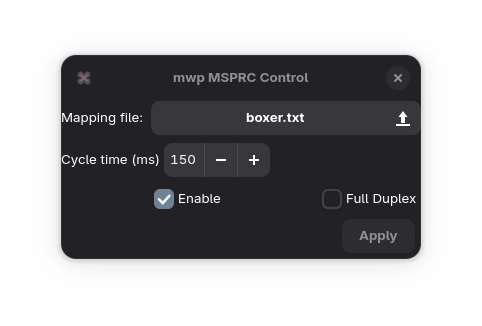 mwp MSPRC Control
Mapping file: boxer.txt
Cycle time (ms) 150 − +
Enable Full Duplex
Apply